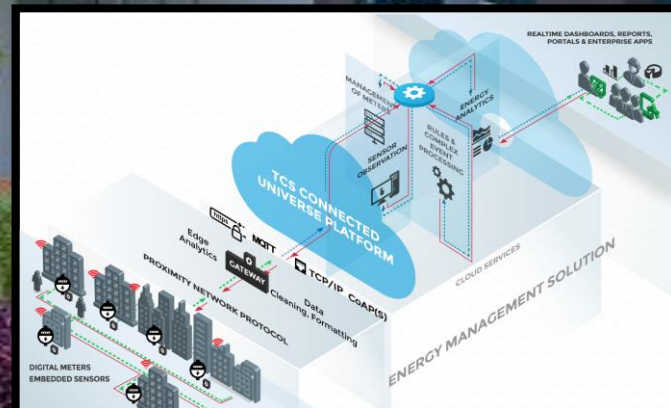 REALTIME DASHBOARDS, REPORTS,
PORTALS & ENTERPRISE APPS
MANAGEMENT
OF METERS
ENERGY
ANALYTICS
SENSOR
OBSERVATION
RULES &
COMPLEX
EVENT
PROCESSING
TCS CONNECTED
UNIVERSE PLATFORM
CLOUD SERVICES
ENERGY MANAGEMENT SOLUTION
https
MQTT
Edge
Analytics
GATEWAY
TCP/IP CoAP(S)
Data
Cleaning, Formatting
PROXIMITY NETWORK PROTOCOL
DIGITAL METERS
EMBEDDED SENSORS
S
S
S
S
S
S